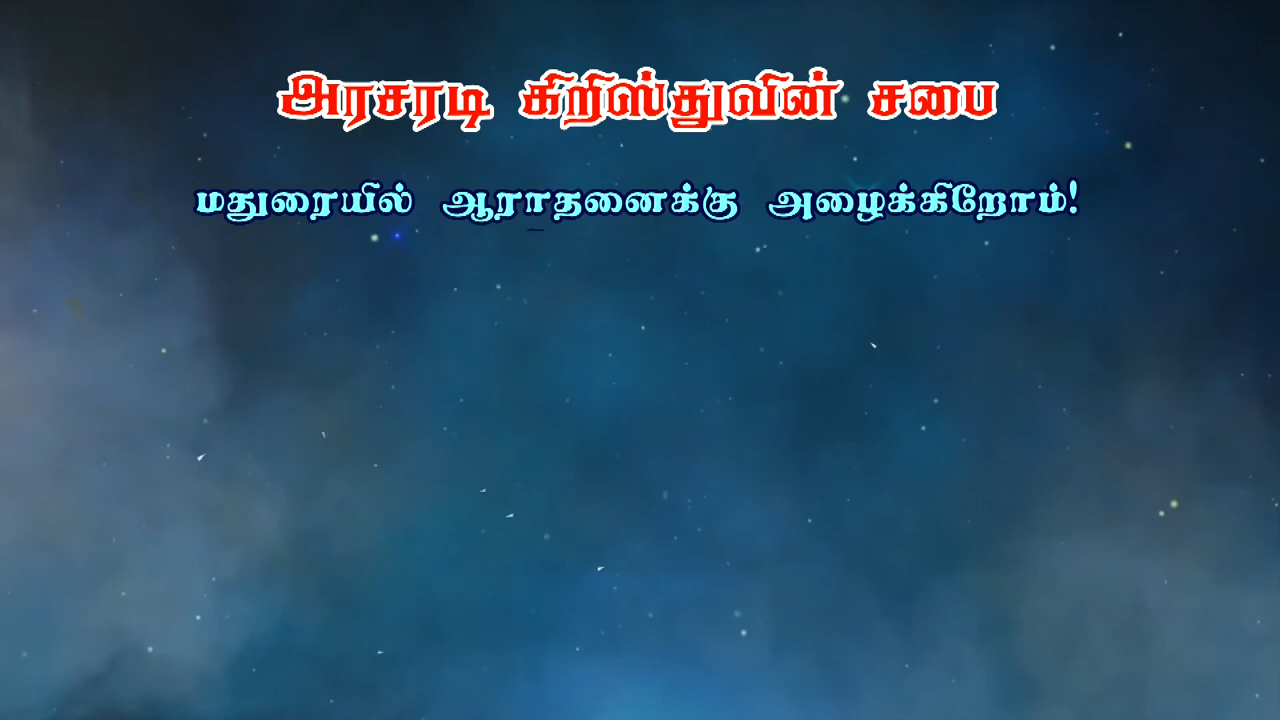 அரசரடி கிறிஸ்துவின் சபை
மதுரையில் ஆராதனைக்கு அழைக்கிறோம்!